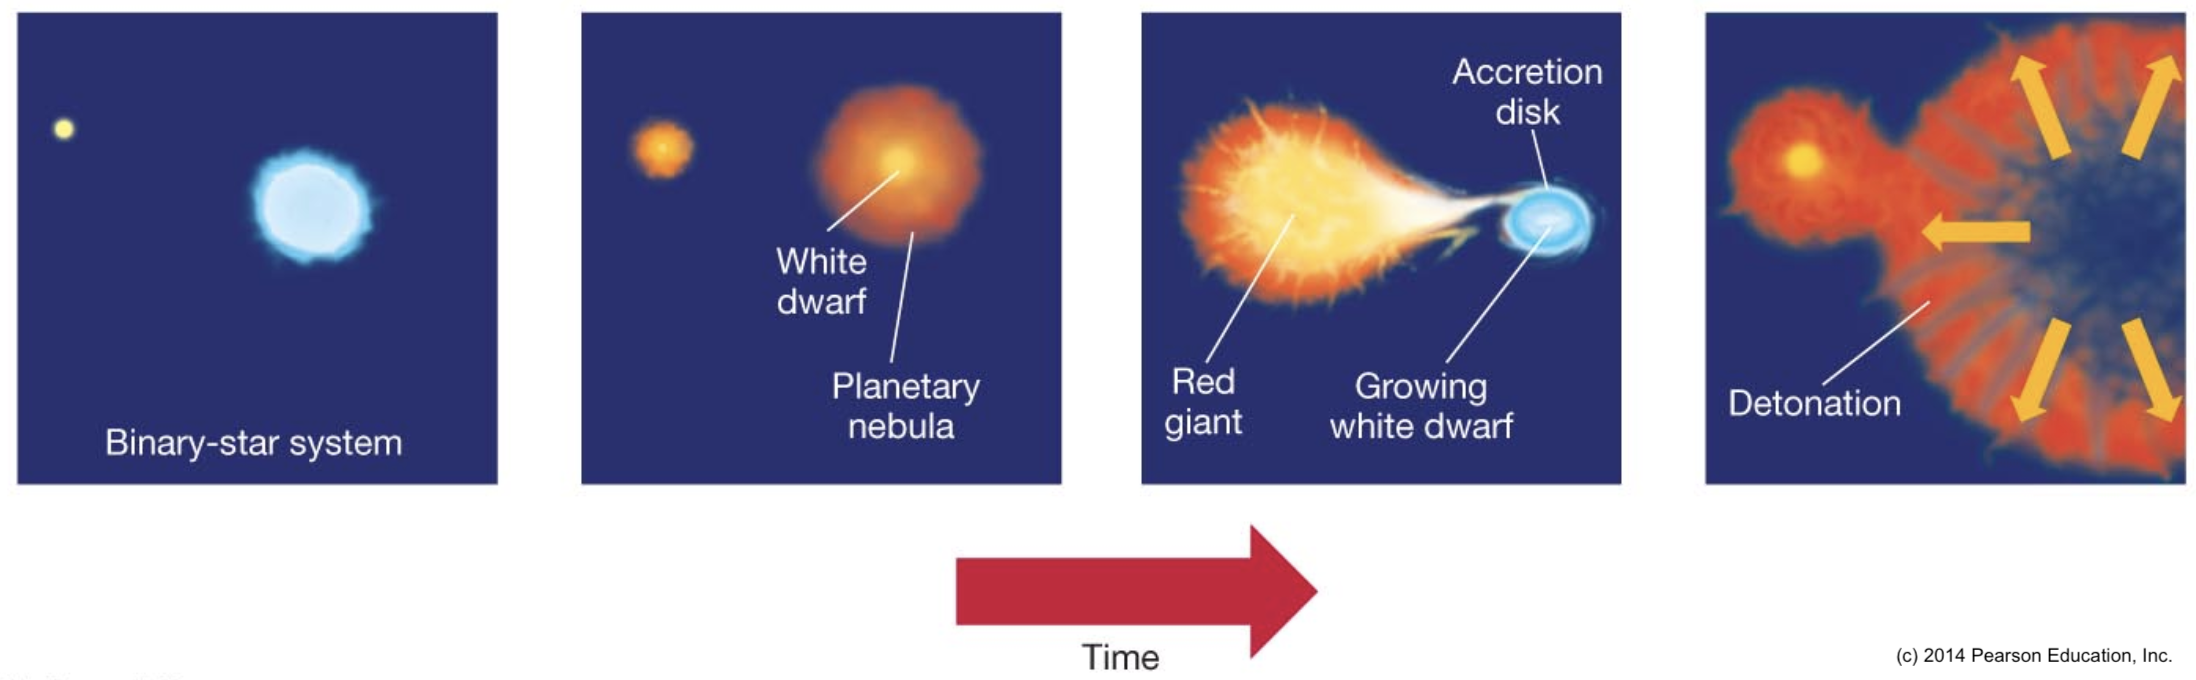 Binary-star system
White
dwarf
Planetary
nebula
Accretion
disk
Red
giant
Growing
white dwarf
Detonation
Time
(c) 2014 Pearson Education, Inc.